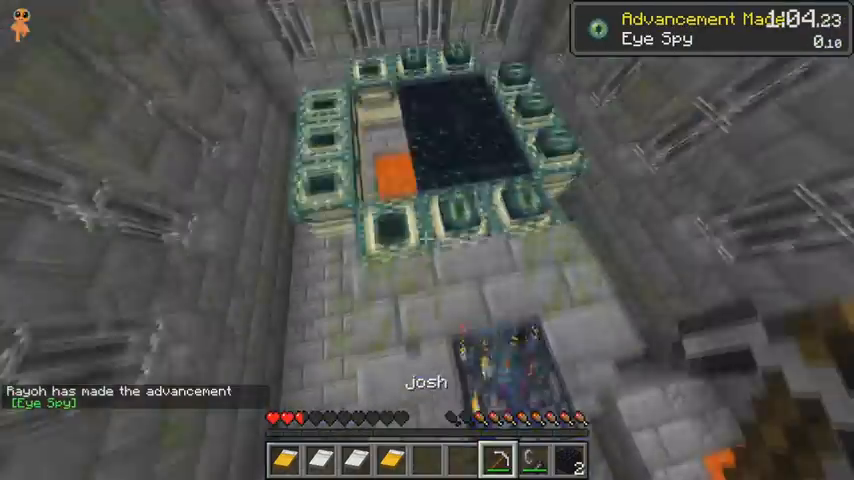 Advancement Made!
1:04.23
Eye Spy
0.10
josh
Rayoh has made the advancement
[Eye Spy]
2